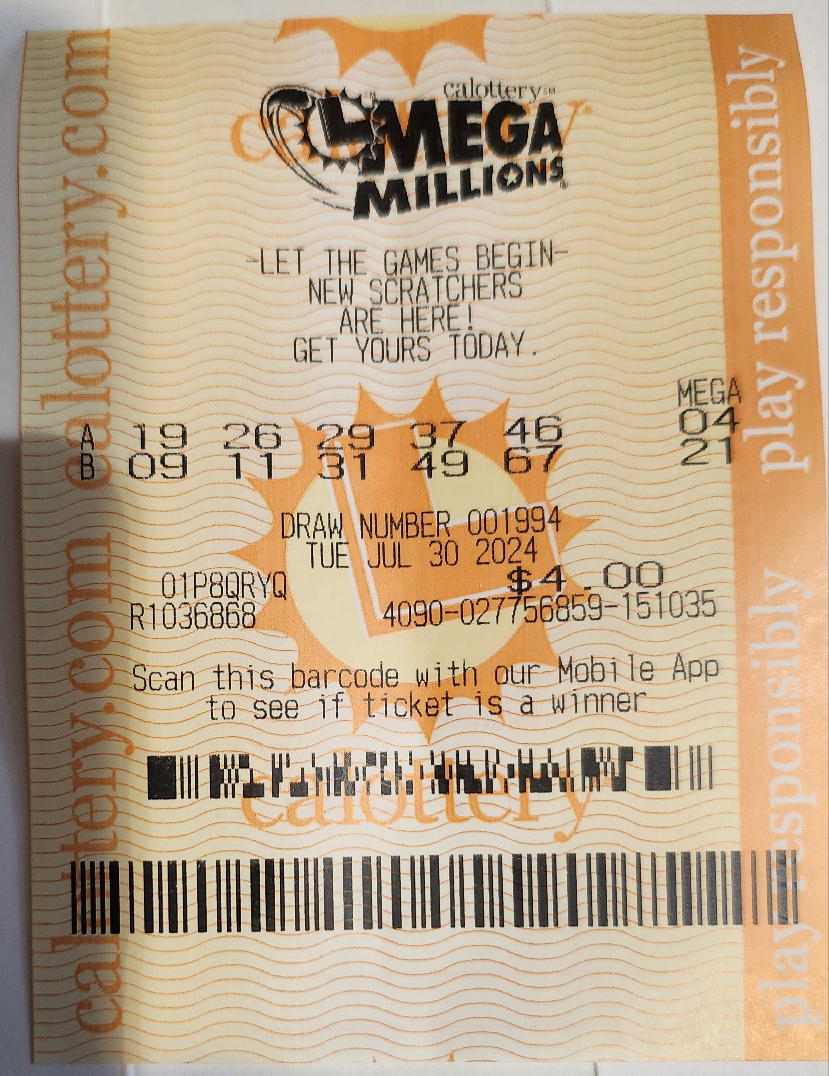 calottery℠
MEGA
MILLIONS®
-LET THE GAMES BEGIN-
NEW SCRATCHERS
ARE HERE!
GET YOURS TODAY.
MEGA
A 19 26 29 37 46 04
B 09 11 31 49 67 21
DRAW NUMBER 001994
TUE JUL 30 2024
01P8QRYQ $4.00
R1036868 4090-027756859-151035
Scan this barcode with our Mobile App
to see if ticket is a winner
calottery
calottery.com calottery.com
play responsibly play responsibly